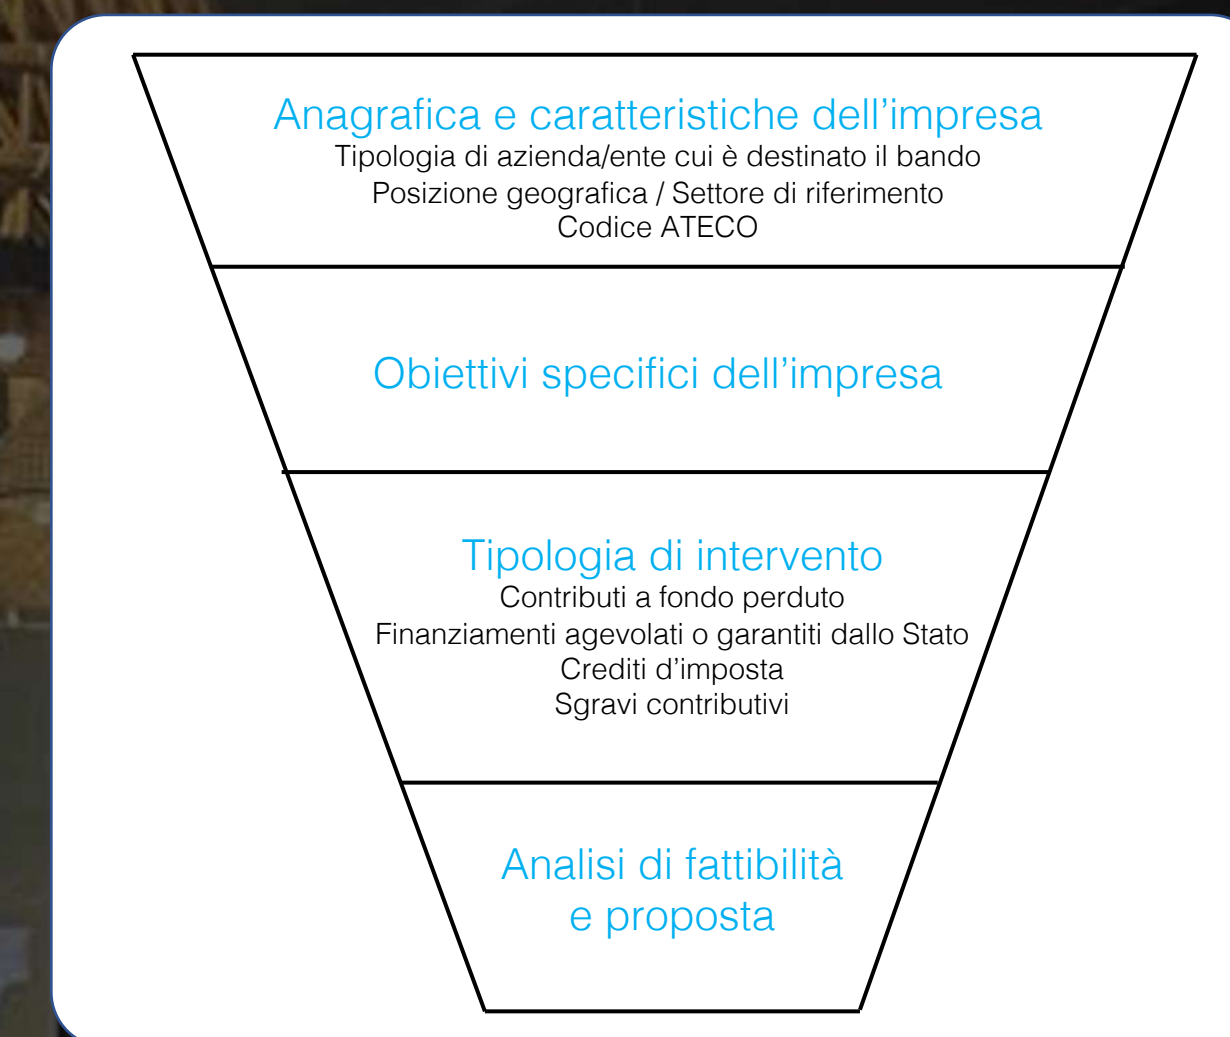 Anagrafica e caratteristiche dell’impresa
Tipologia di azienda/ente cui è destinato il bando
Posizione geografica / Settore di riferimento
Codice ATECO
Obiettivi specifici dell’impresa
Tipologia di intervento
Contributi a fondo perduto
Finanziamenti agevolati o garantiti dallo Stato
Crediti d’imposta
Sgravi contributivi
Analisi di fattibilità
e proposta